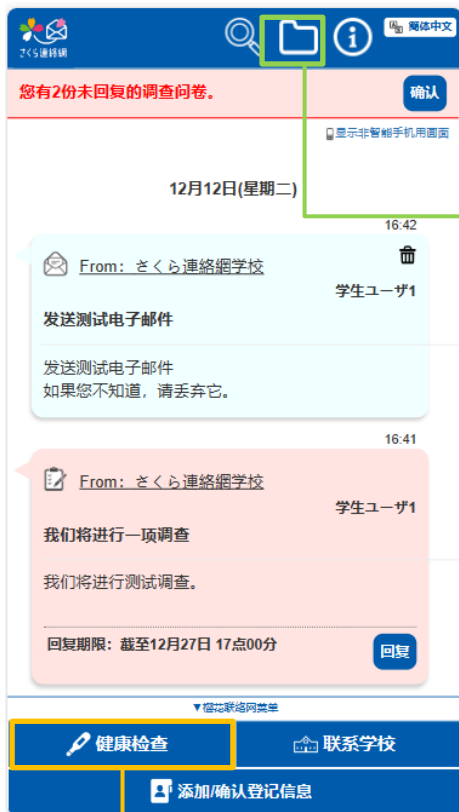 さくら連絡網
簡体中文
您有2份未回复的调查问卷。
确认
显示非智能手机用画面
12月12日(星期二)
16:42
From: さくら連絡網学校
学生ユーザ1
发送测试电子邮件
发送测试电子邮件
如果您不知道，请丢弃它。
16:41
From: さくら連絡網学校
学生ユーザ1
我们将进行一项调查
我们将进行测试调查。
回复期限：截至12月27日 17点00分
回复
▼樱花联络网菜单
健康检查
联系学校
添加/确认登记信息